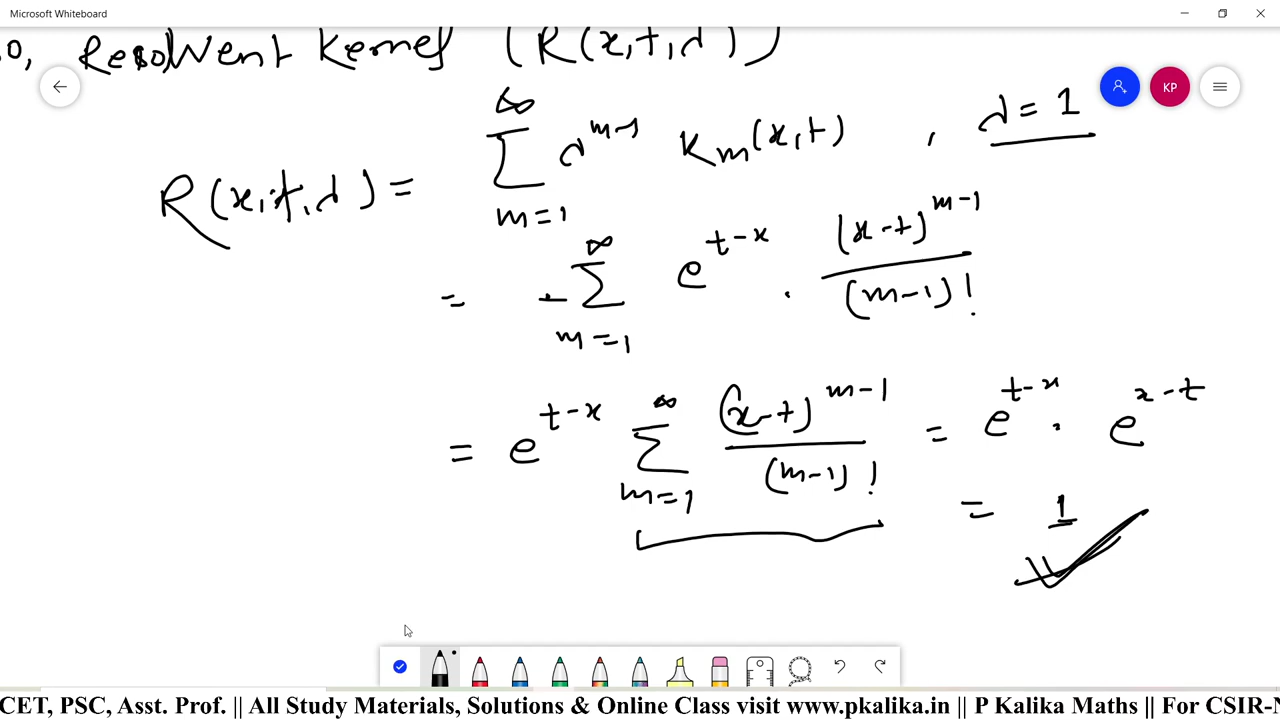 Microsoft Whiteboard
So, Resolvent Kernel (R(x,t,λ))
KP
R(x,t,λ) = ∑_{m=1}^{∞} λ^{m-1} K_m(x,t) , λ = 1
= ∑_{m=1}^{∞} e^{t-x} . (x-t)^{m-1} / (m-1)!
= e^{t-x} ∑_{m=1}^{∞} (x-t)^{m-1} / (m-1)! = e^{t-x} . e^{x-t}
= 1
CET, PSC, Asst. Prof. || All Study Materials, Solutions & Online Class visit www.pkalika.in || P Kalika Maths || For CSIR-N